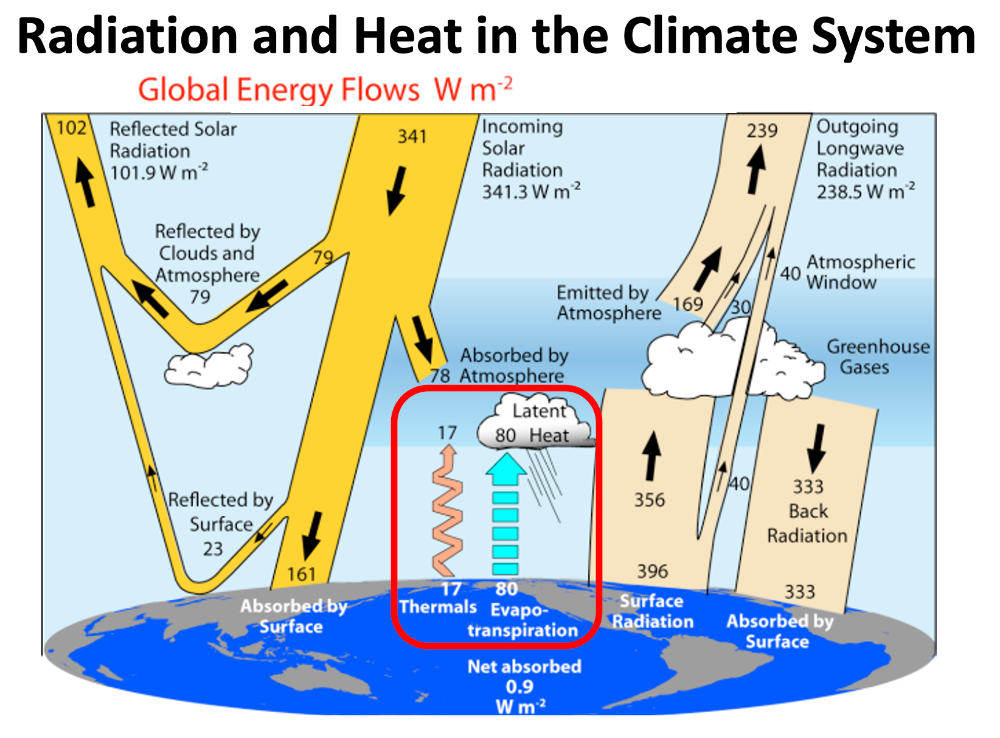 Radiation and Heat in the Climate System
Global Energy Flows W m-2
102
Reflected Solar
Radiation
101.9 W m-2
341
Incoming
Solar
Radiation
341.3 W m-2
239
Outgoing
Longwave
Radiation
238.5 W m-2
Reflected by
Clouds and
Atmosphere
79
79
Emitted by
Atmosphere
169
30
40
Atmospheric
Window
Greenhouse
Gases
78
Absorbed by
Atmosphere
17
Latent
80 Heat
Reflected by
Surface
23
161
Absorbed by
Surface
17
Thermals
80
Evapo-
transpiration
356
40
396
Surface
Radiation
333
Back
Radiation
333
Absorbed by
Surface
Net absorbed
0.9
W m-2